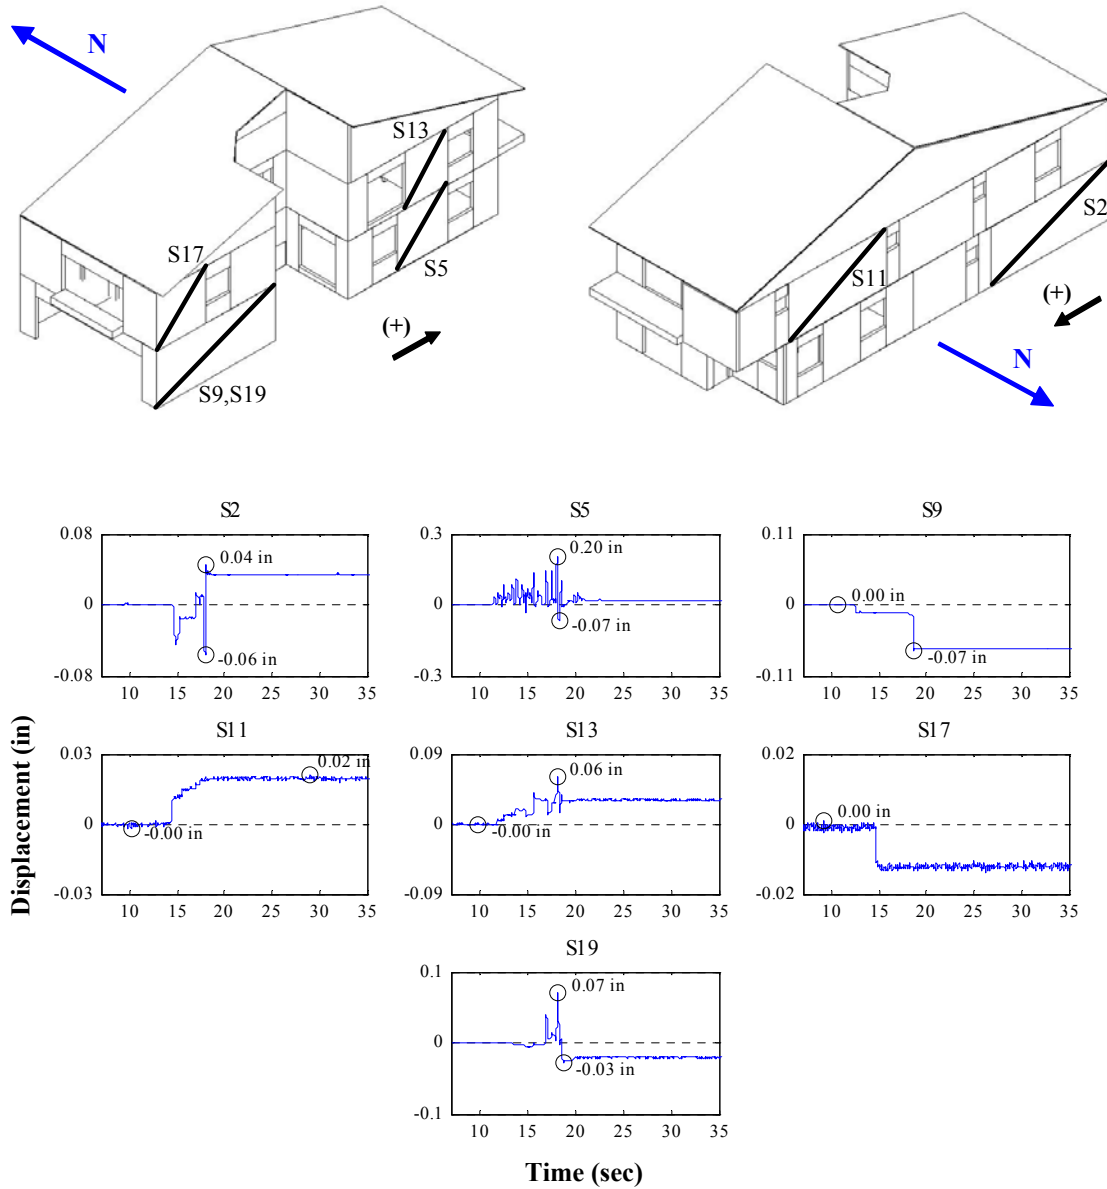 N
S13
S17
S5
(+)
S9,S19
S2
S11
(+)
N
S2
0.08
0
-0.08
0.04 in
-0.06 in
10 15 20 25 30 35
S5
0.3
0
-0.3
0.20 in
-0.07 in
10 15 20 25 30 35
S9
0.11
0
-0.11
0.00 in
-0.07 in
10 15 20 25 30 35
Displacement (in)
S11
0.03
0
-0.03
0.02 in
-0.00 in
10 15 20 25 30 35
S13
0.09
0
-0.09
0.06 in
-0.00 in
10 15 20 25 30 35
S17
0.02
0
-0.02
0.00 in
10 15 20 25 30 35
S19
0.1
0
-0.1
0.07 in
-0.03 in
10 15 20 25 30 35
Time (sec)